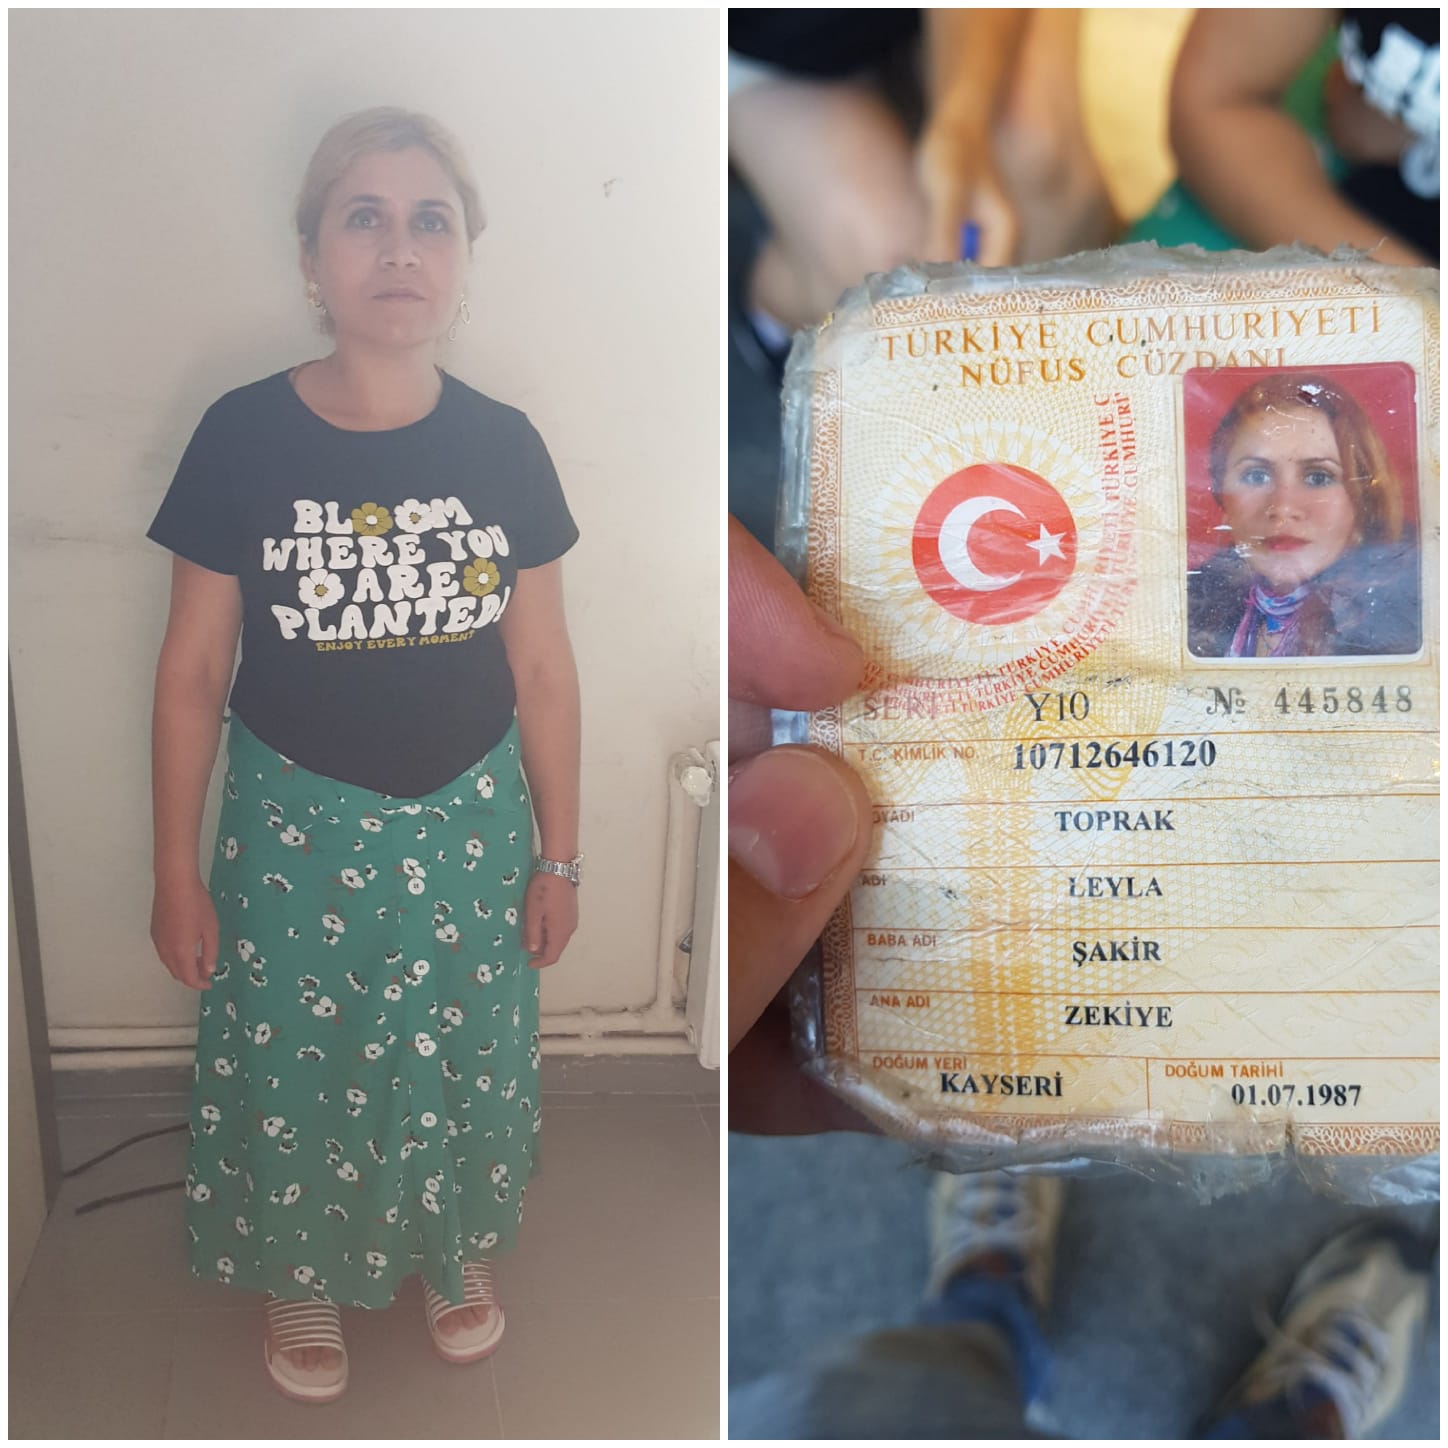 BLOOM
WHERE YOU
ARE
PLANTED!
ENJOY EVERY MOMENT
TÜRKİYE CUMHURİYETİ
NÜFUS CÜZDANI
SERİ Y10 № 445848
T.C. KİMLİK NO. 10712646120
TOPRAK
ADI LEYLA
BABA ADI ŞAKİR
ANA ADI ZEKİYE
DOĞUM YERİ KAYSERİ
DOĞUM TARİHİ 01.07.1987